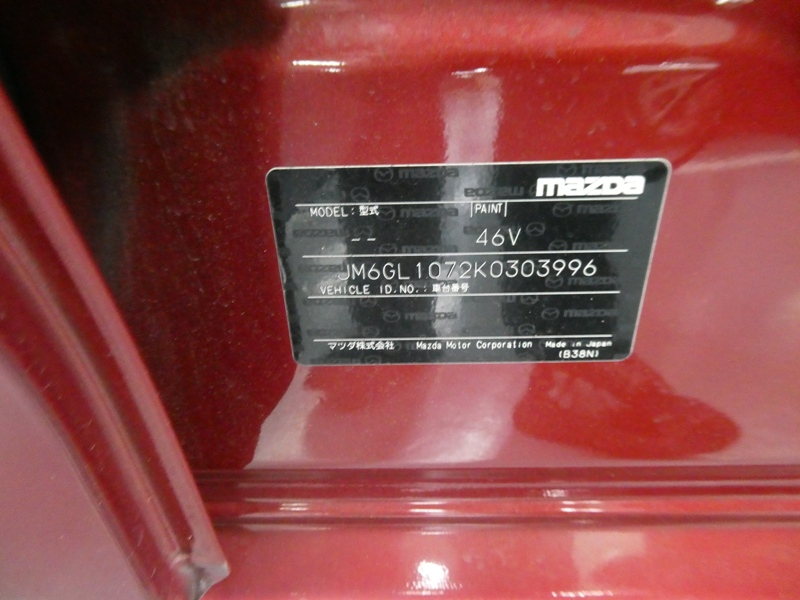 mazda
MODEL：型式 PAINT
-- 46V
JM6GL1072K0303996
VEHICLE ID.NO.：車台番号
マツダ株式会社 Mazda Motor Corporation Made in Japan
(B38N)